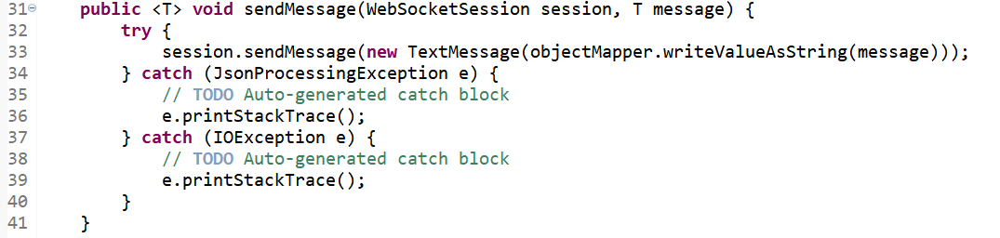 31    public <T> void sendMessage(WebSocketSession session, T message) {
32        try {
33            session.sendMessage(new TextMessage(objectMapper.writeValueAsString(message)));
34        } catch (JsonProcessingException e) {
35            // TODO Auto-generated catch block
36            e.printStackTrace();
37        } catch (IOException e) {
38            // TODO Auto-generated catch block
39            e.printStackTrace();
40        }
41    }